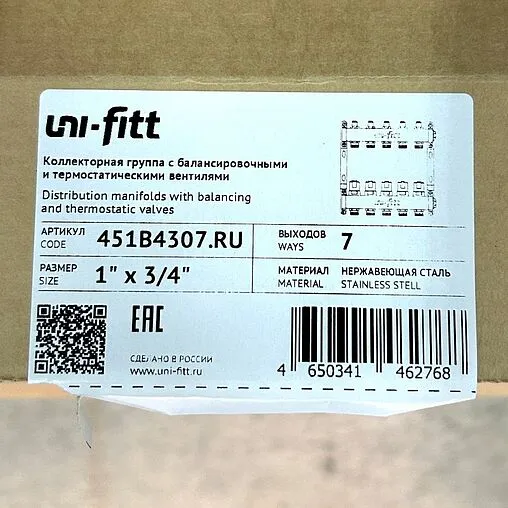 uni-fitt
Коллекторная группа с балансировочными
и термостатическими вентилями
Distribution manifolds with balancing
and thermostatic valves
АРТИКУЛ
CODE
451B4307.RU
ВЫХОДОВ
WAYS
7
РАЗМЕР
SIZE
1" x 3/4"
МАТЕРИАЛ
MATERIAL
НЕРЖАВЕЮЩАЯ СТАЛЬ
STAINLESS STELL
EAC
СДЕЛАНО В РОССИИ
www.uni-fitt.ru
4 650341 462768